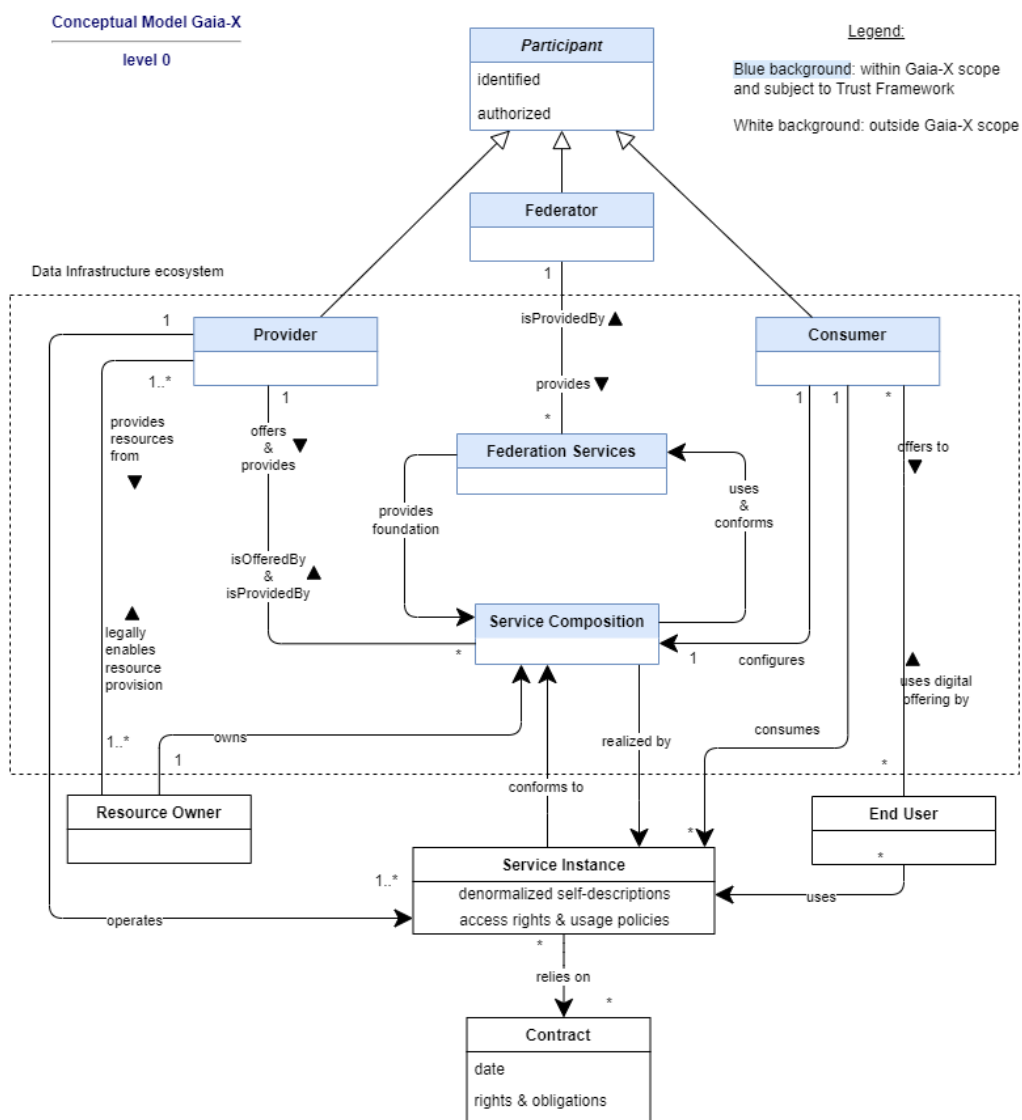 Conceptual Model Gaia-X
level 0
Participant
identified
authorized
Legend:
Blue background: within Gaia-X scope
and subject to Trust Framework
White background: outside Gaia-X scope
Federator
1
Data Infrastructure ecosystem
isProvidedBy ▲
provides ▼
*
1
Provider
1..*
1
Consumer
1
1
*
provides
resources
from
▼
offers
&
provides
▼
Federation Services
offers to
▼
provides
foundation
uses
&
conforms
isOfferedBy
&
isProvidedBy
▲
▲
legally
enables
resource
provision
Service Composition
*
1
configures
▲
uses digital
offering by
1..*
owns
1
realized by
consumes
*
conforms to
Resource Owner
End User
*
*
Service Instance
1..*
denormalized self-descriptions
access rights & usage policies
uses
operates
*
relies on
*
Contract
date
rights & obligations